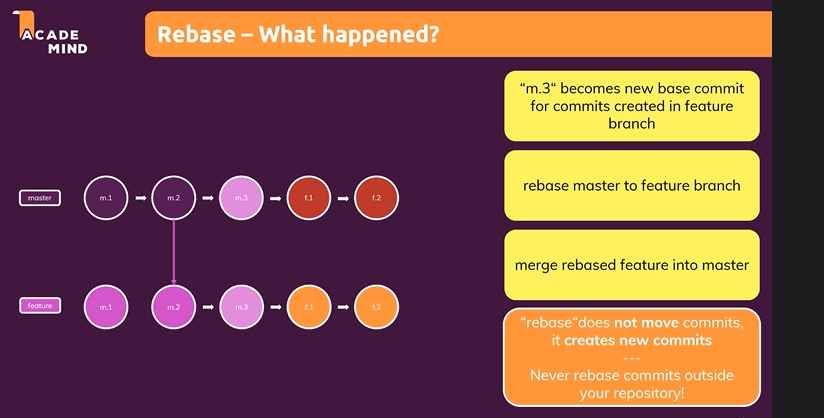 ACADE
MIND
Rebase – What happened?
“m.3“ becomes new base commit
for commits created in feature
branch
rebase master to feature branch
merge rebased feature into master
“rebase“does not move commits,
it creates new commits
---
Never rebase commits outside
your repository!
master
m.1
m.2
m.3
f.1
f.2
feature
m.1
m.2
m.3
f.1
f.2